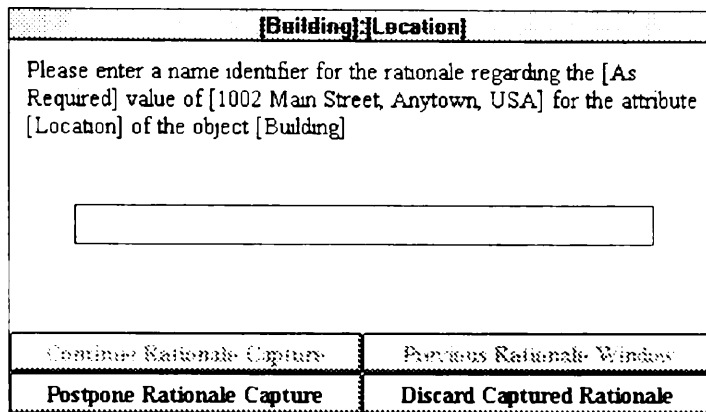 [Building]:[Location]
Please enter a name identifier for the rationale regarding the [As
Required] value of [1002 Main Street, Anytown, USA] for the attribute
[Location] of the object [Building]
Continue Rationale Capture
Previous Rationale Window
Postpone Rationale Capture
Discard Captured Rationale